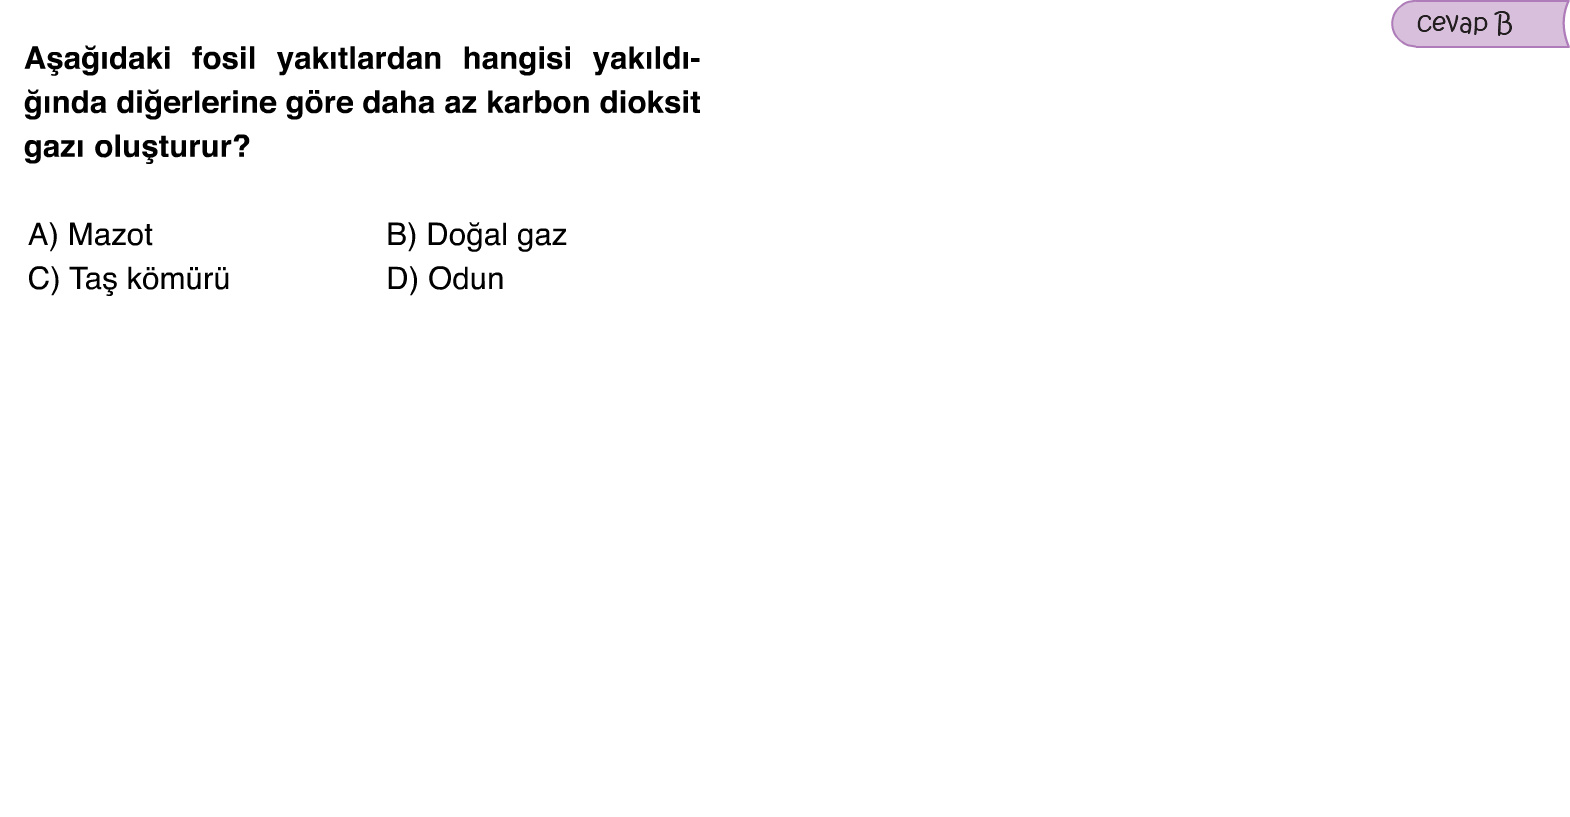 cevap B
Aşağıdaki fosil yakıtlardan hangisi yakıldı-
ğında diğerlerine göre daha az karbon dioksit
gazı oluşturur?
A) Mazot B) Doğal gaz
C) Taş kömürü D) Odun